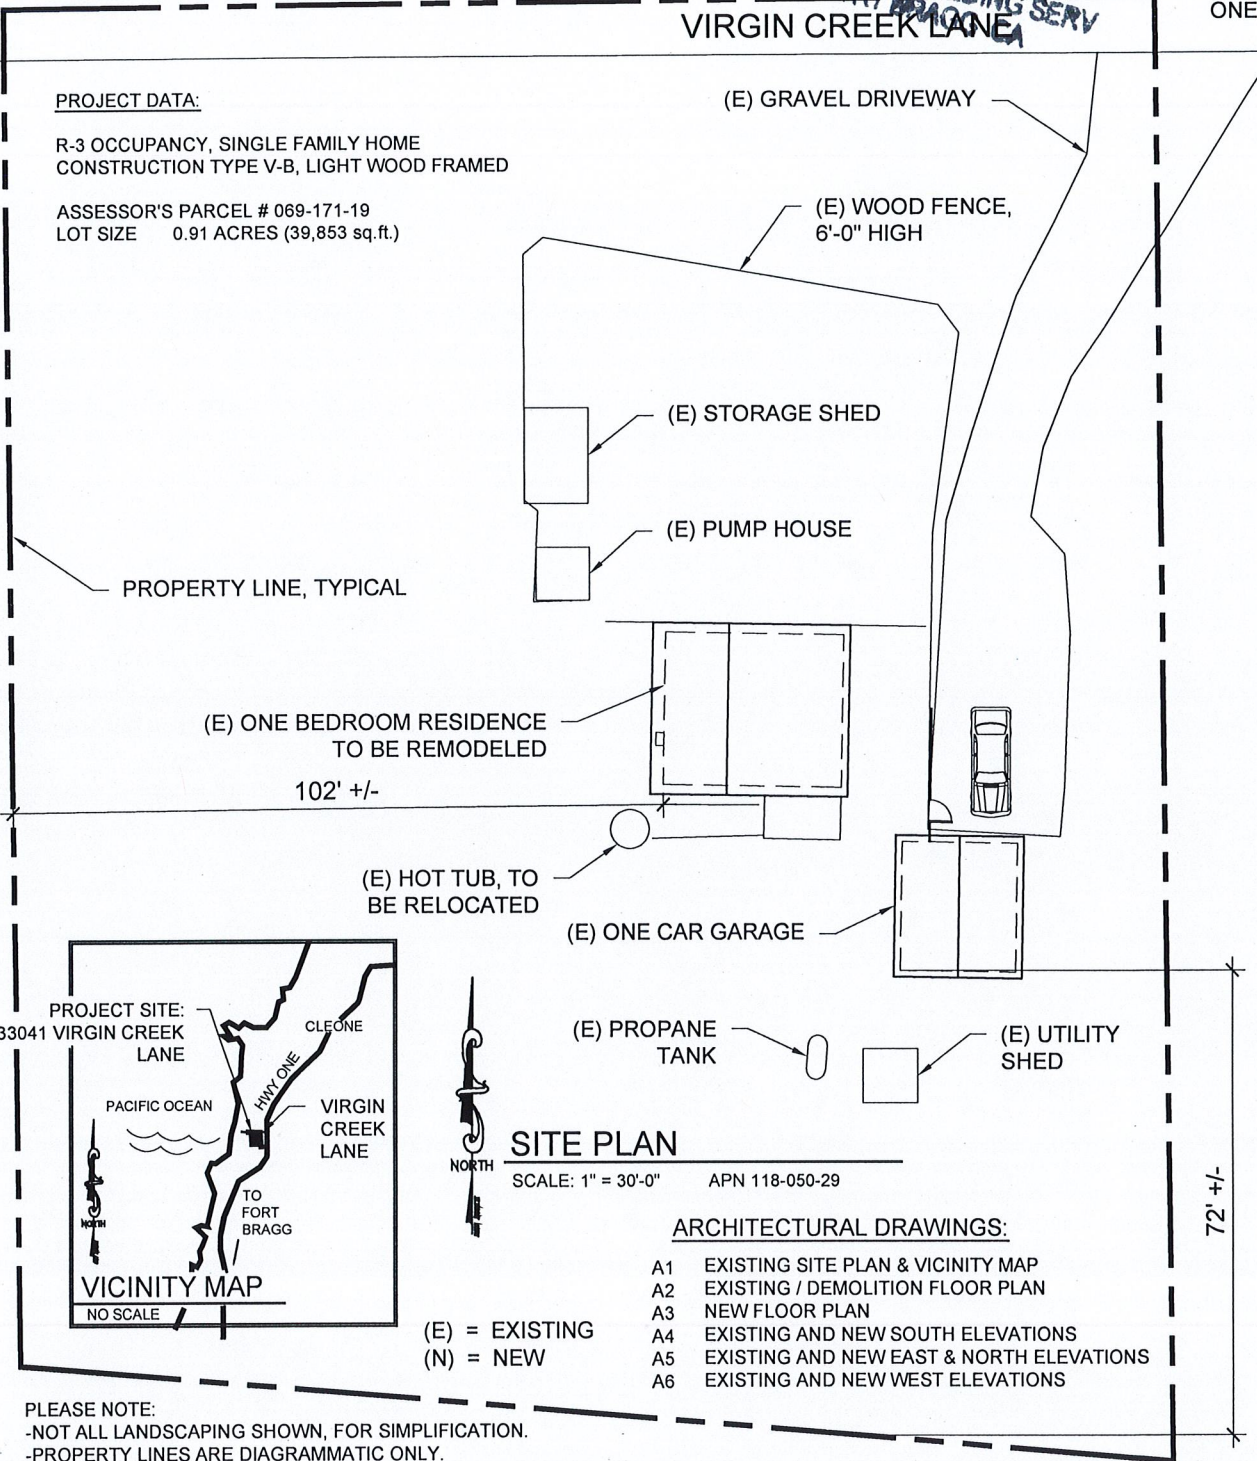 VIRGIN CREEK LANE
ONE
PROJECT DATA:
R-3 OCCUPANCY, SINGLE FAMILY HOME
CONSTRUCTION TYPE V-B, LIGHT WOOD FRAMED
ASSESSOR'S PARCEL # 069-171-19
LOT SIZE 0.91 ACRES (39,853 sq.ft.)
(E) GRAVEL DRIVEWAY
(E) WOOD FENCE,
6'-0" HIGH
(E) STORAGE SHED
(E) PUMP HOUSE
PROPERTY LINE, TYPICAL
(E) ONE BEDROOM RESIDENCE
TO BE REMODELED
102' +/-
(E) HOT TUB, TO
BE RELOCATED
(E) ONE CAR GARAGE
(E) PROPANE
TANK
(E) UTILITY
SHED
72' +/-
PROJECT SITE:
33041 VIRGIN CREEK
LANE
CLEONE
HWY ONE
PACIFIC OCEAN
VIRGIN
CREEK
LANE
NORTH
TO
FORT
BRAGG
VICINITY MAP
NO SCALE
NORTH
SITE PLAN
SCALE: 1" = 30'-0" APN 118-050-29
ARCHITECTURAL DRAWINGS:
A1 EXISTING SITE PLAN & VICINITY MAP
A2 EXISTING / DEMOLITION FLOOR PLAN
A3 NEW FLOOR PLAN
A4 EXISTING AND NEW SOUTH ELEVATIONS
A5 EXISTING AND NEW EAST & NORTH ELEVATIONS
A6 EXISTING AND NEW WEST ELEVATIONS
(E) = EXISTING
(N) = NEW
PLEASE NOTE:
-NOT ALL LANDSCAPING SHOWN, FOR SIMPLIFICATION.
-PROPERTY LINES ARE DIAGRAMMATIC ONLY.